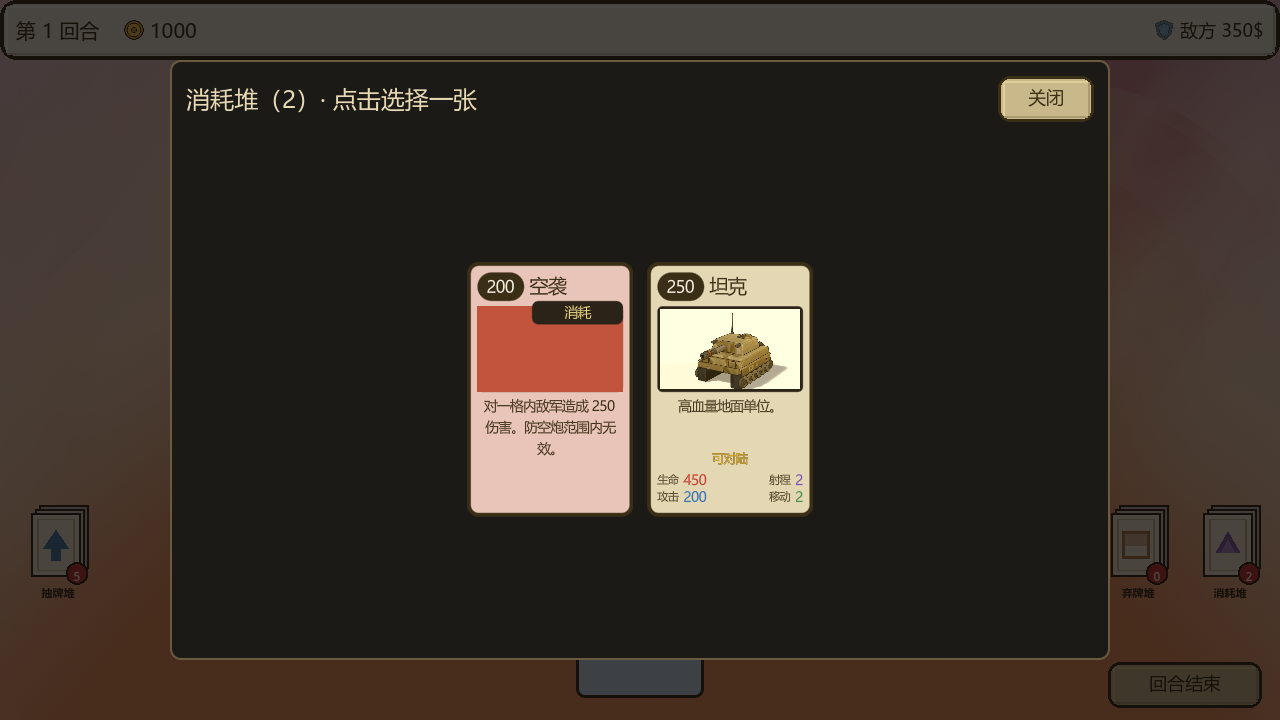 第 1 回合
1000
敌方 350$
消耗堆（2）· 点击选择一张
关闭
200 空袭
消耗
对一格内敌军造成 250
伤害。防空炮范围内无
效。
250 坦克
高血量地面单位。
可对陆
生命 450 射程 2
攻击 200 移动 2
5
抽牌堆
0
弃牌堆
2
消耗堆
回合结束